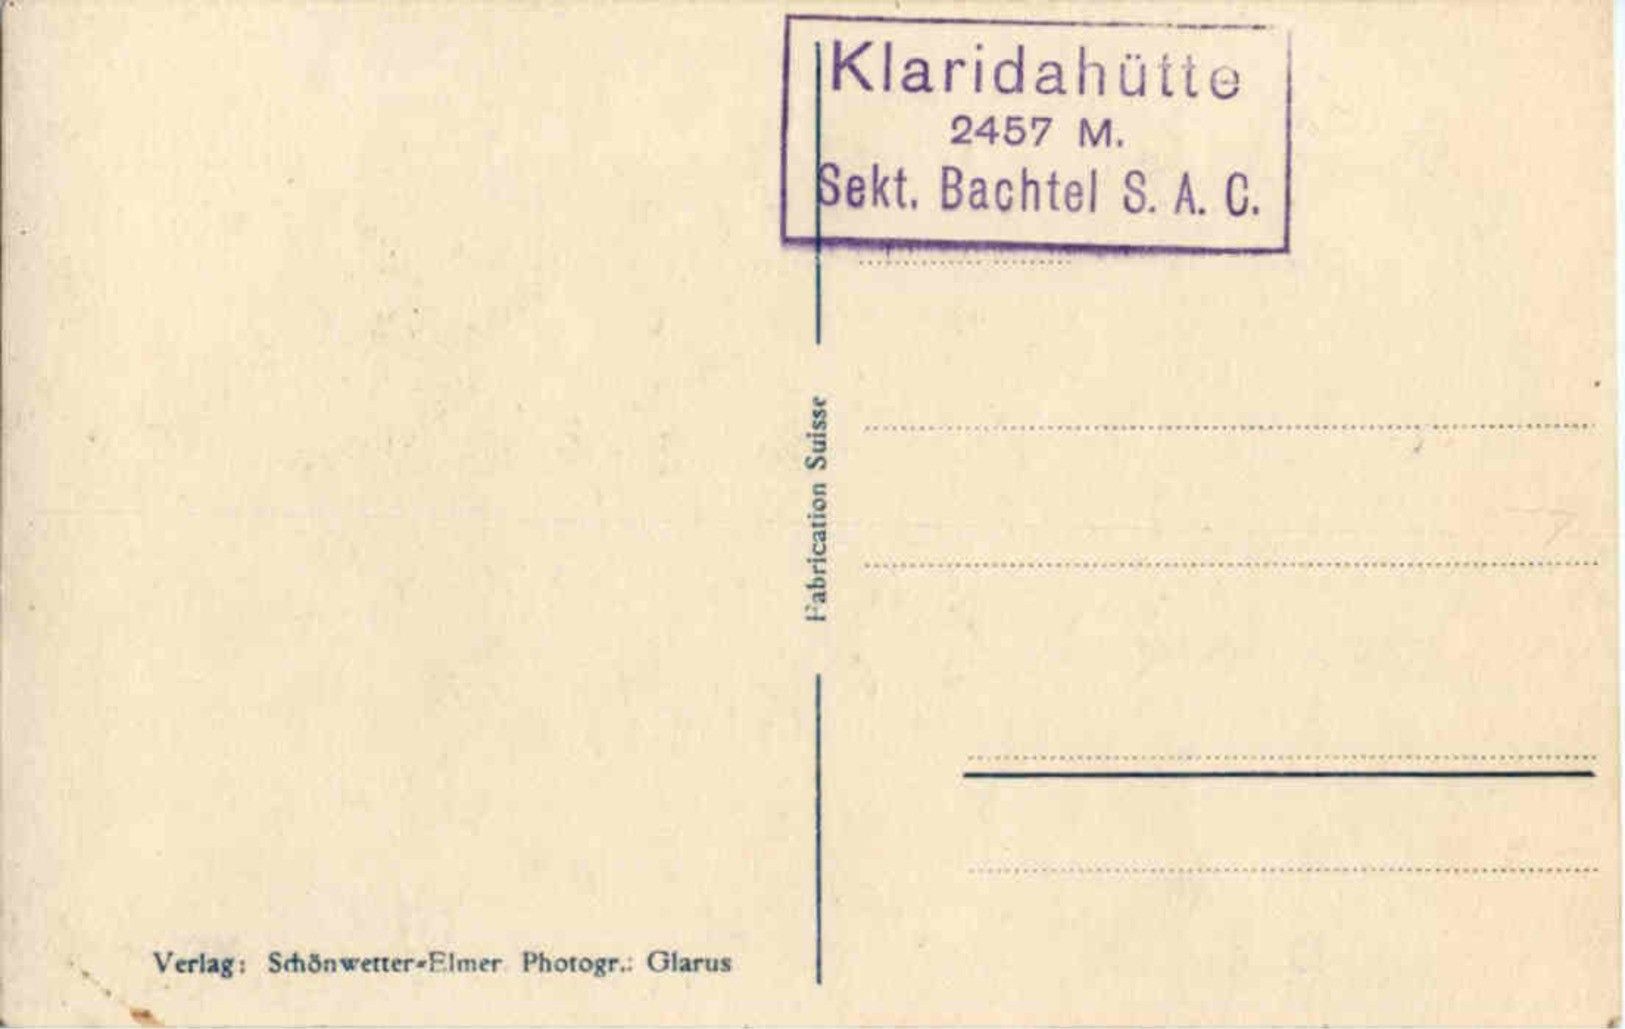 Klaridahütte
2457 M.
Sekt. Bachtel S. A. C.
Fabrication Suisse
Verlag: Schönwetter-Elmer Photogr.: Glarus